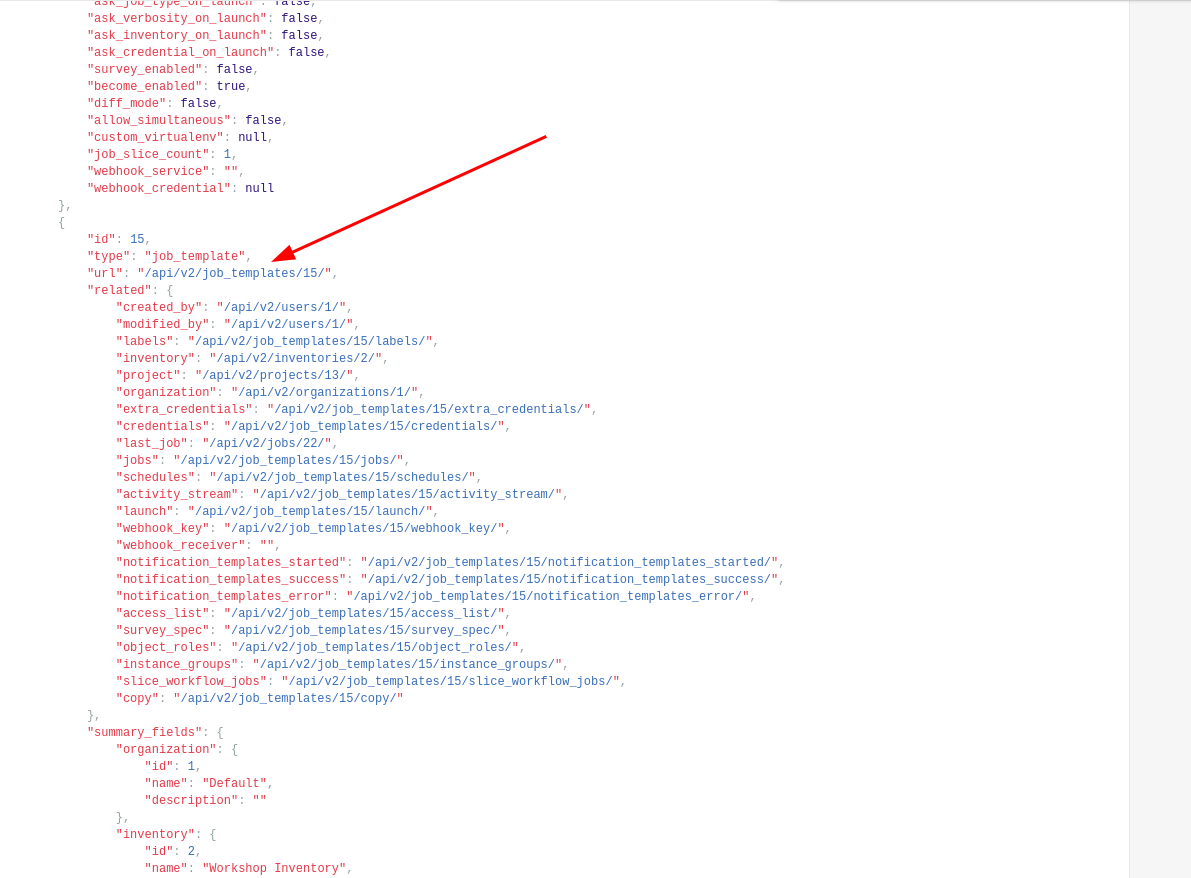 "ask_job_type_on_launch": false,
"ask_verbosity_on_launch": false,
"ask_inventory_on_launch": false,
"ask_credential_on_launch": false,
"survey_enabled": false,
"become_enabled": true,
"diff_mode": false,
"allow_simultaneous": false,
"custom_virtualenv": null,
"job_slice_count": 1,
"webhook_service": "",
"webhook_credential": null
},
{
"id": 15,
"type": "job_template",
"url": "/api/v2/job_templates/15/",
"related": {
"created_by": "/api/v2/users/1/",
"modified_by": "/api/v2/users/1/",
"labels": "/api/v2/job_templates/15/labels/",
"inventory": "/api/v2/inventories/2/",
"project": "/api/v2/projects/13/",
"organization": "/api/v2/organizations/1/",
"extra_credentials": "/api/v2/job_templates/15/extra_credentials/",
"credentials": "/api/v2/job_templates/15/credentials/",
"last_job": "/api/v2/jobs/22/",
"jobs": "/api/v2/job_templates/15/jobs/",
"schedules": "/api/v2/job_templates/15/schedules/",
"activity_stream": "/api/v2/job_templates/15/activity_stream/",
"launch": "/api/v2/job_templates/15/launch/",
"webhook_key": "/api/v2/job_templates/15/webhook_key/",
"webhook_receiver": "",
"notification_templates_started": "/api/v2/job_templates/15/notification_templates_started/",
"notification_templates_success": "/api/v2/job_templates/15/notification_templates_success/",
"notification_templates_error": "/api/v2/job_templates/15/notification_templates_error/",
"access_list": "/api/v2/job_templates/15/access_list/",
"survey_spec": "/api/v2/job_templates/15/survey_spec/",
"object_roles": "/api/v2/job_templates/15/object_roles/",
"instance_groups": "/api/v2/job_templates/15/instance_groups/",
"slice_workflow_jobs": "/api/v2/job_templates/15/slice_workflow_jobs/",
"copy": "/api/v2/job_templates/15/copy/"
},
"summary_fields": {
"organization": {
"id": 1,
"name": "Default",
"description": ""
},
"inventory": {
"id": 2,
"name": "Workshop Inventory",